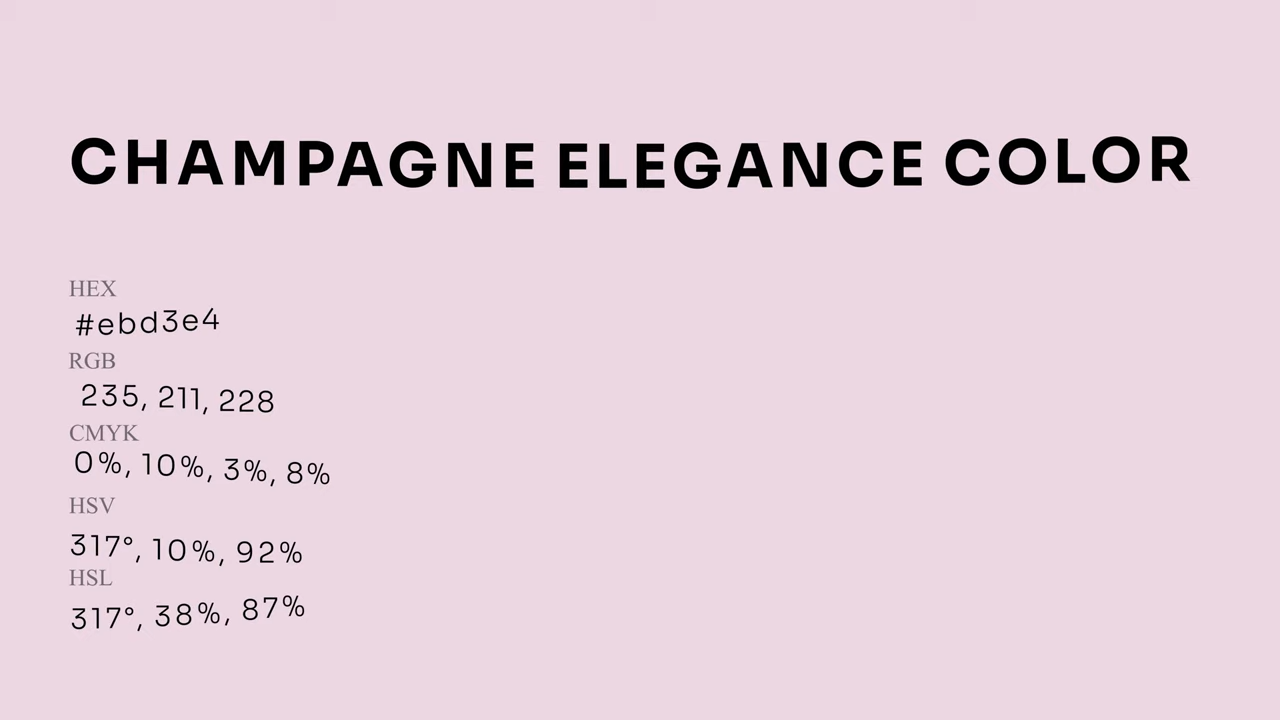 CHAMPAGNE ELEGANCE COLOR
HEX
#ebd3e4
RGB
235, 211, 228
CMYK
0%, 10%, 3%, 8%
HSV
317°, 10%, 92%
HSL
317°, 38%, 87%